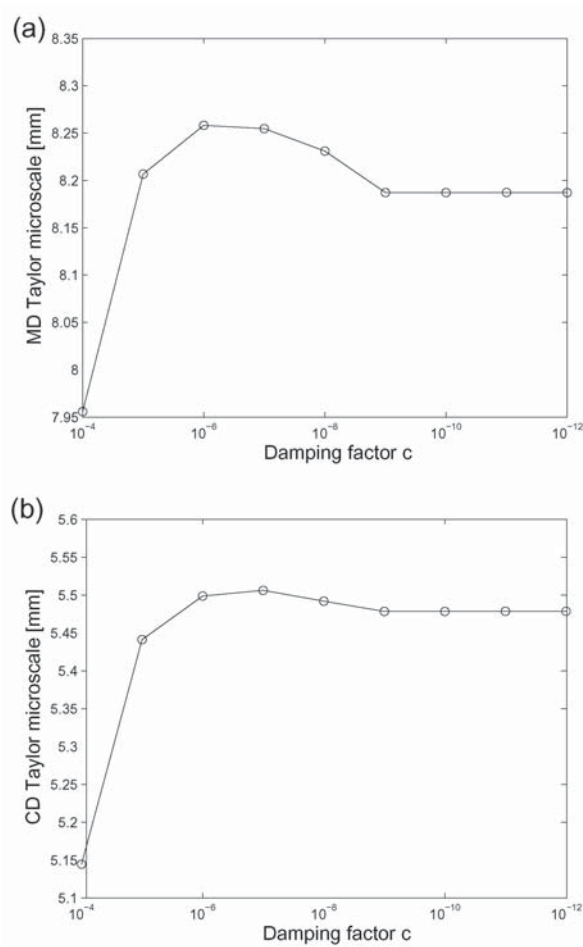 (a)
8.35
8.3
8.25
8.2
8.15
8.1
8.05
8
7.95
MD Taylor microscale [mm]
10⁻⁴ 10⁻⁶ 10⁻⁸ 10⁻¹⁰ 10⁻¹²
Damping factor c
(b)
5.6
5.55
5.5
5.45
5.4
5.35
5.3
5.25
5.2
5.15
5.1
CD Taylor microscale [mm]
10⁻⁴ 10⁻⁶ 10⁻⁸ 10⁻¹⁰ 10⁻¹²
Damping factor c